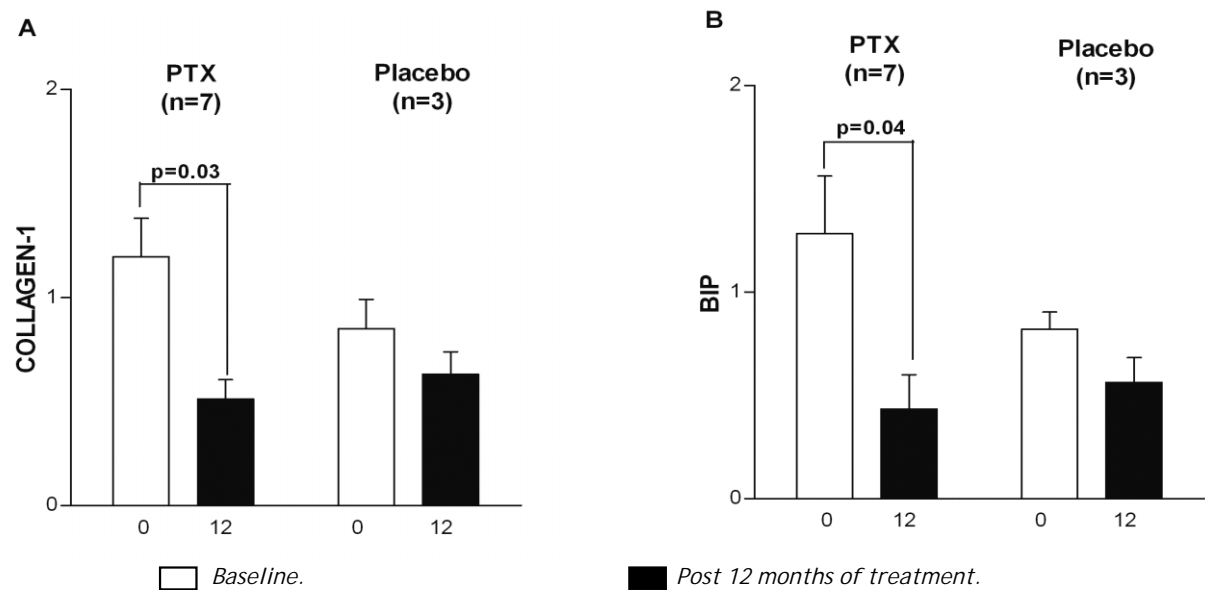 A
PTX
(n=7)
Placebo
(n=3)
2
p=0.03
COLLAGEN-1
1
0
0
12
0
12
B
PTX
(n=7)
Placebo
(n=3)
2
p=0.04
BIP
1
0
0
12
0
12
Baseline.
Post 12 months of treatment.